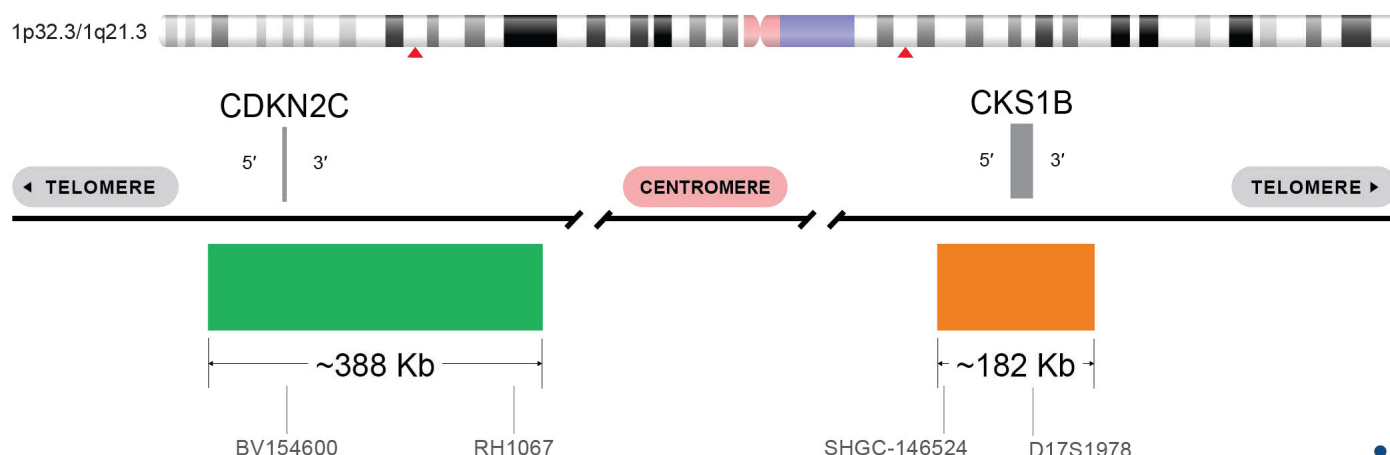 1p32.3/1q21.3
CDKN2C
CKS1B
5′ 3′
5′ 3′
TELOMERE
CENTROMERE
TELOMERE
~388 Kb
~182 Kb
BV154600
RH1067
SHGC-146524
D17S1978